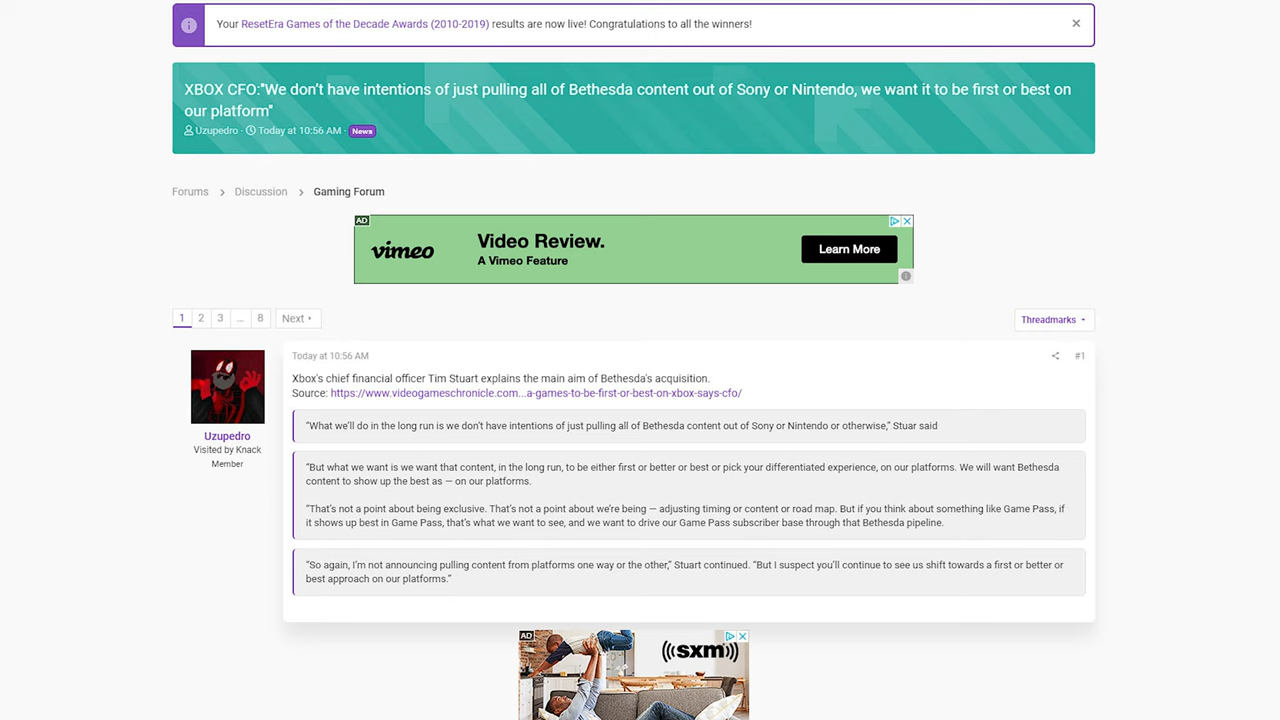 Your ResetEra Games of the Decade Awards (2010-2019) results are now live! Congratulations to all the winners!
XBOX CFO:"We don't have intentions of just pulling all of Bethesda content out of Sony or Nintendo, we want it to be first or best on
our platform"
Uzupedro · Today at 10:56 AM · News
Forums > Discussion > Gaming Forum
AD
vimeo
Video Review.
A Vimeo Feature
Learn More
1 2 3 ... 8 Next
Threadmarks
Today at 10:56 AM
#1
Uzupedro
Visited by Knack
Member
Xbox's chief financial officer Tim Stuart explains the main aim of Bethesda's acquisition.
Source: https://www.videogameschronicle.com...a-games-to-be-first-or-best-on-xbox-says-cfo/
“What we’ll do in the long run is we don’t have intentions of just pulling all of Bethesda content out of Sony or Nintendo or otherwise,” Stuar said
“But what we want is we want that content, in the long run, to be either first or better or best or pick your differentiated experience, on our platforms. We will want Bethesda
content to show up the best as — on our platforms.
“That’s not a point about being exclusive. That’s not a point about we’re being — adjusting timing or content or road map. But if you think about something like Game Pass, if
it shows up best in Game Pass, that’s what we want to see, and we want to drive our Game Pass subscriber base through that Bethesda pipeline.
“So again, I’m not announcing pulling content from platforms one way or the other,” Stuart continued. “But I suspect you’ll continue to see us shift towards a first or better or
best approach on our platforms.”
AD
sxm